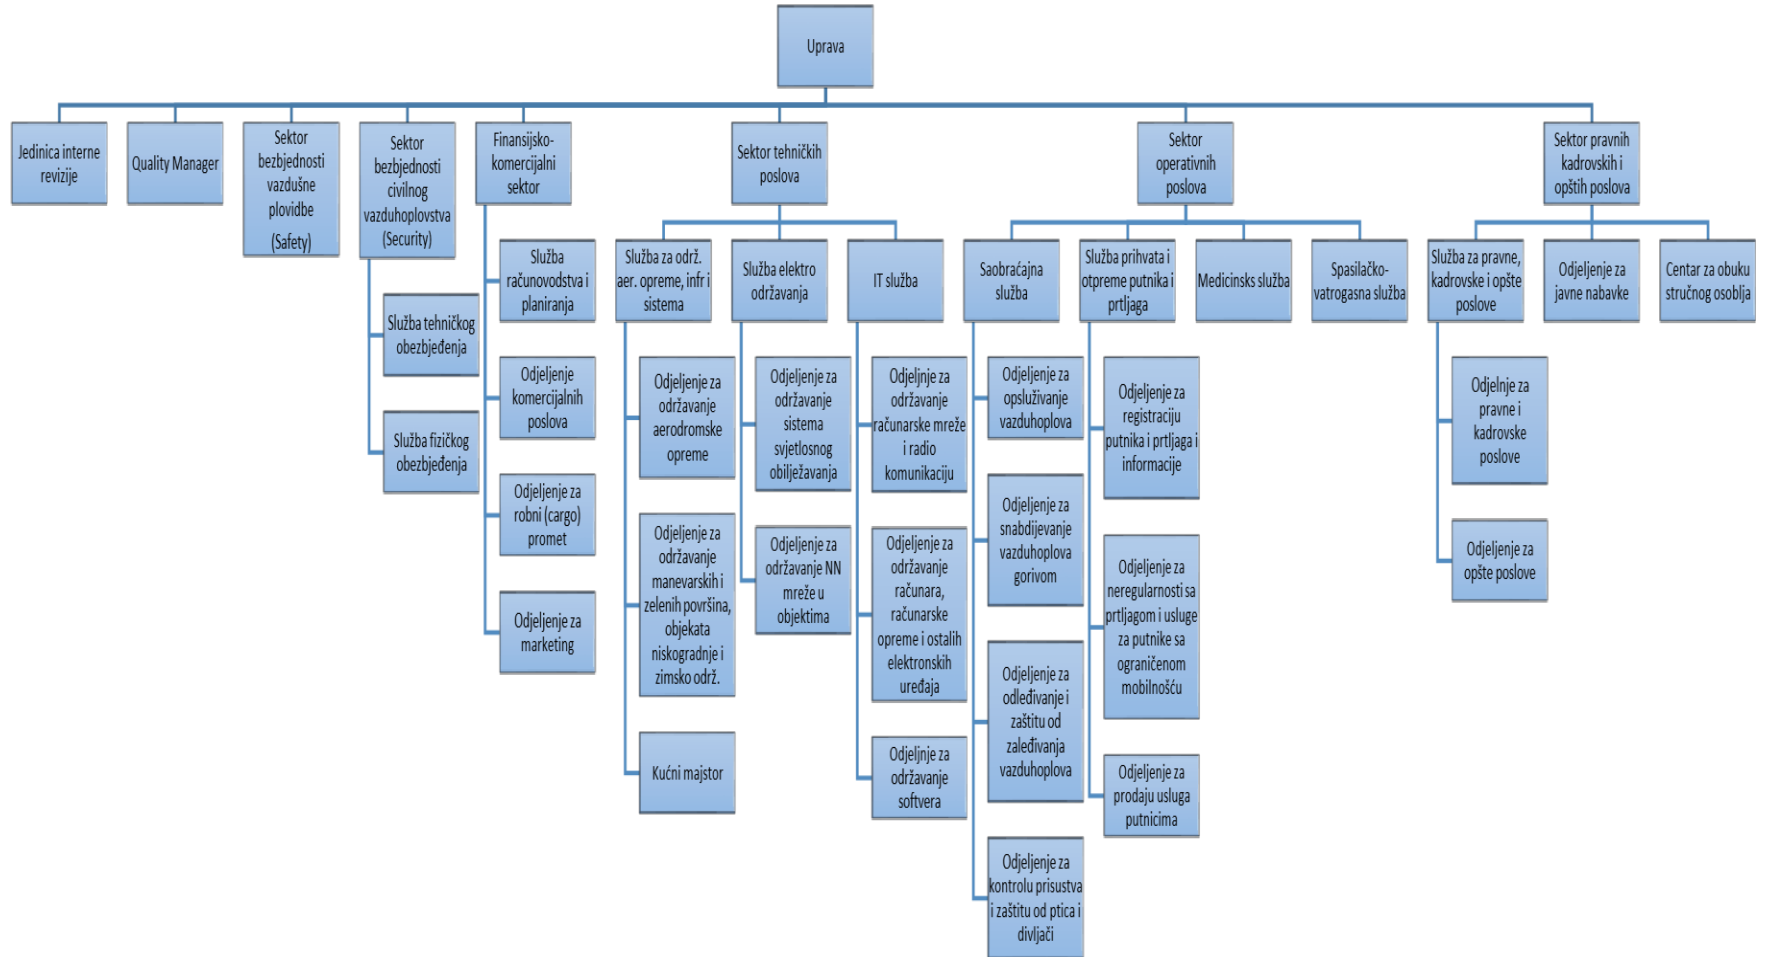 Uprava
Jedinica interne
revizije
Quality Manager
Sektor
bezbjednosti
vazdušne
plovidbe
(Safety)
Sektor
bezbjednosti
civilnog
vazduhoplovstva
(Security)
Služba tehničkog
obezbjeđenja
Služba fizičkog
obezbjeđenja
Finansijsko-
komercijalni
sektor
Služba
računovodstva i
planiranja
Odjeljenje
komercijalnih
poslova
Odjeljenje za
robni (cargo)
promet
Odjeljenje za
marketing
Sektor tehničkih
poslova
Služba za održ.
aer. opreme, infr i
sistema
Odjeljenje za
održavanje
aerodromske
opreme
Odjeljenje za
održavanje
manevarskih i
zelenih površina,
objekata
niskogradnje i
zimsko održ.
Kućni majstor
Služba elektro
održavanja
Odjeljenje za
održavanje
sistema
svjetlosnog
obilježavanja
Odjeljenje za
održavanje NN
mreže u
objektima
IT služba
Odjeljnje za
održavanje
računarske mreže
i radio
komunikaciju
Odjeljenje za
održavanje
računara,
računarske
opreme i ostalih
elektronskih
uređaja
Odjeljnje za
održavanje
softvera
Sektor
operativnih
poslova
Saobraćajna
služba
Odjeljenje za
opsluživanje
vazduhoplova
Odjeljenje za
snabdijevanje
vazduhoplova
gorivom
Odjeljenje za
odleđivanje i
zaštitu od
zaleđivanja
vazduhoplova
Odjeljenje za
kontrolu prisustva
i zaštitu od ptica i
divljači
Služba prihvata i
otpreme putnika i
prtljaga
Odjeljenje za
registraciju
putnika i prtljaga i
informacije
Odjeljenje za
neregularnosti sa
prtljagom i usluge
za putnike sa
ograničenom
mobilnošću
Odjeljenje za
prodaju usluga
putnicima
Medicinsks služba
Spasilačko-
vatrogasna služba
Sektor pravnih
kadrovskih i
opštih poslova
Služba za pravne,
kadrovske i opšte
poslove
Odjelnje za
pravne i
kadrovske
poslove
Odjeljenje za
opšte poslove
Odjeljenje za
javne nabavke
Centar za obuku
stručnog osoblja